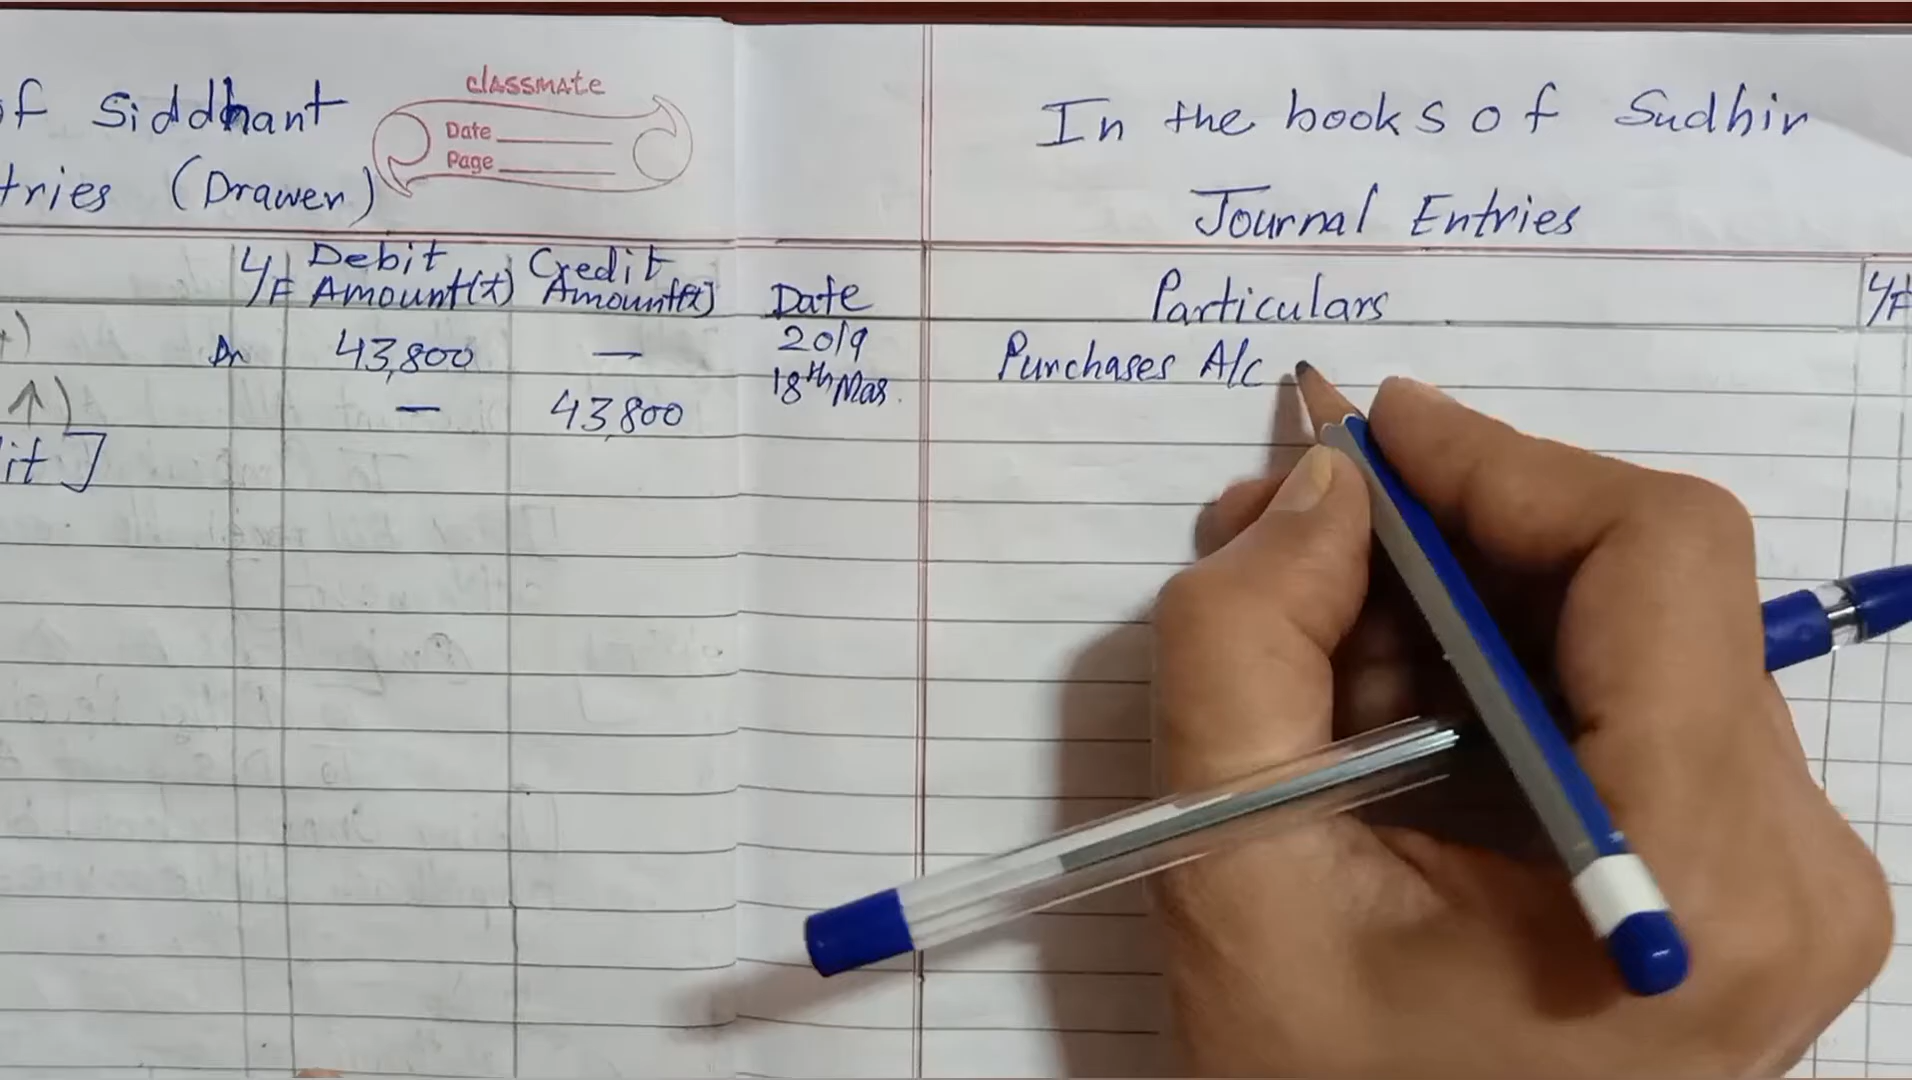 of Siddhant
classmate
Date
Page
tries (Drawer)
L/F Debit Amount(₹) Credit Amount(₹)
Dr 43,800 —
↑) — 43,800
it]
In the books of Sudhir
Journal Entries
Date Particulars L/F
2019 Purchases A/c
18th Mar.